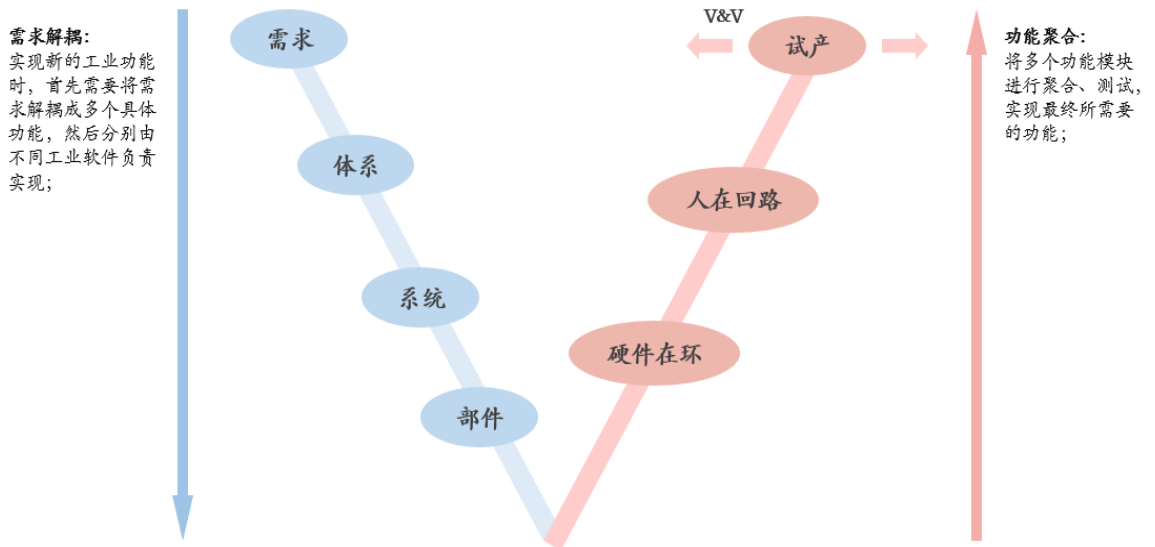 需求解耦：
实现新的工业功能
时，首先需要将需
求解耦成多个具体
功能，然后分别由
不同工业软件负责
实现；
需求
体系
系统
部件
V&V
试产
人在回路
硬件在环
功能聚合：
将多个功能模块
进行聚合、测试，
实现最终所需要
的功能；